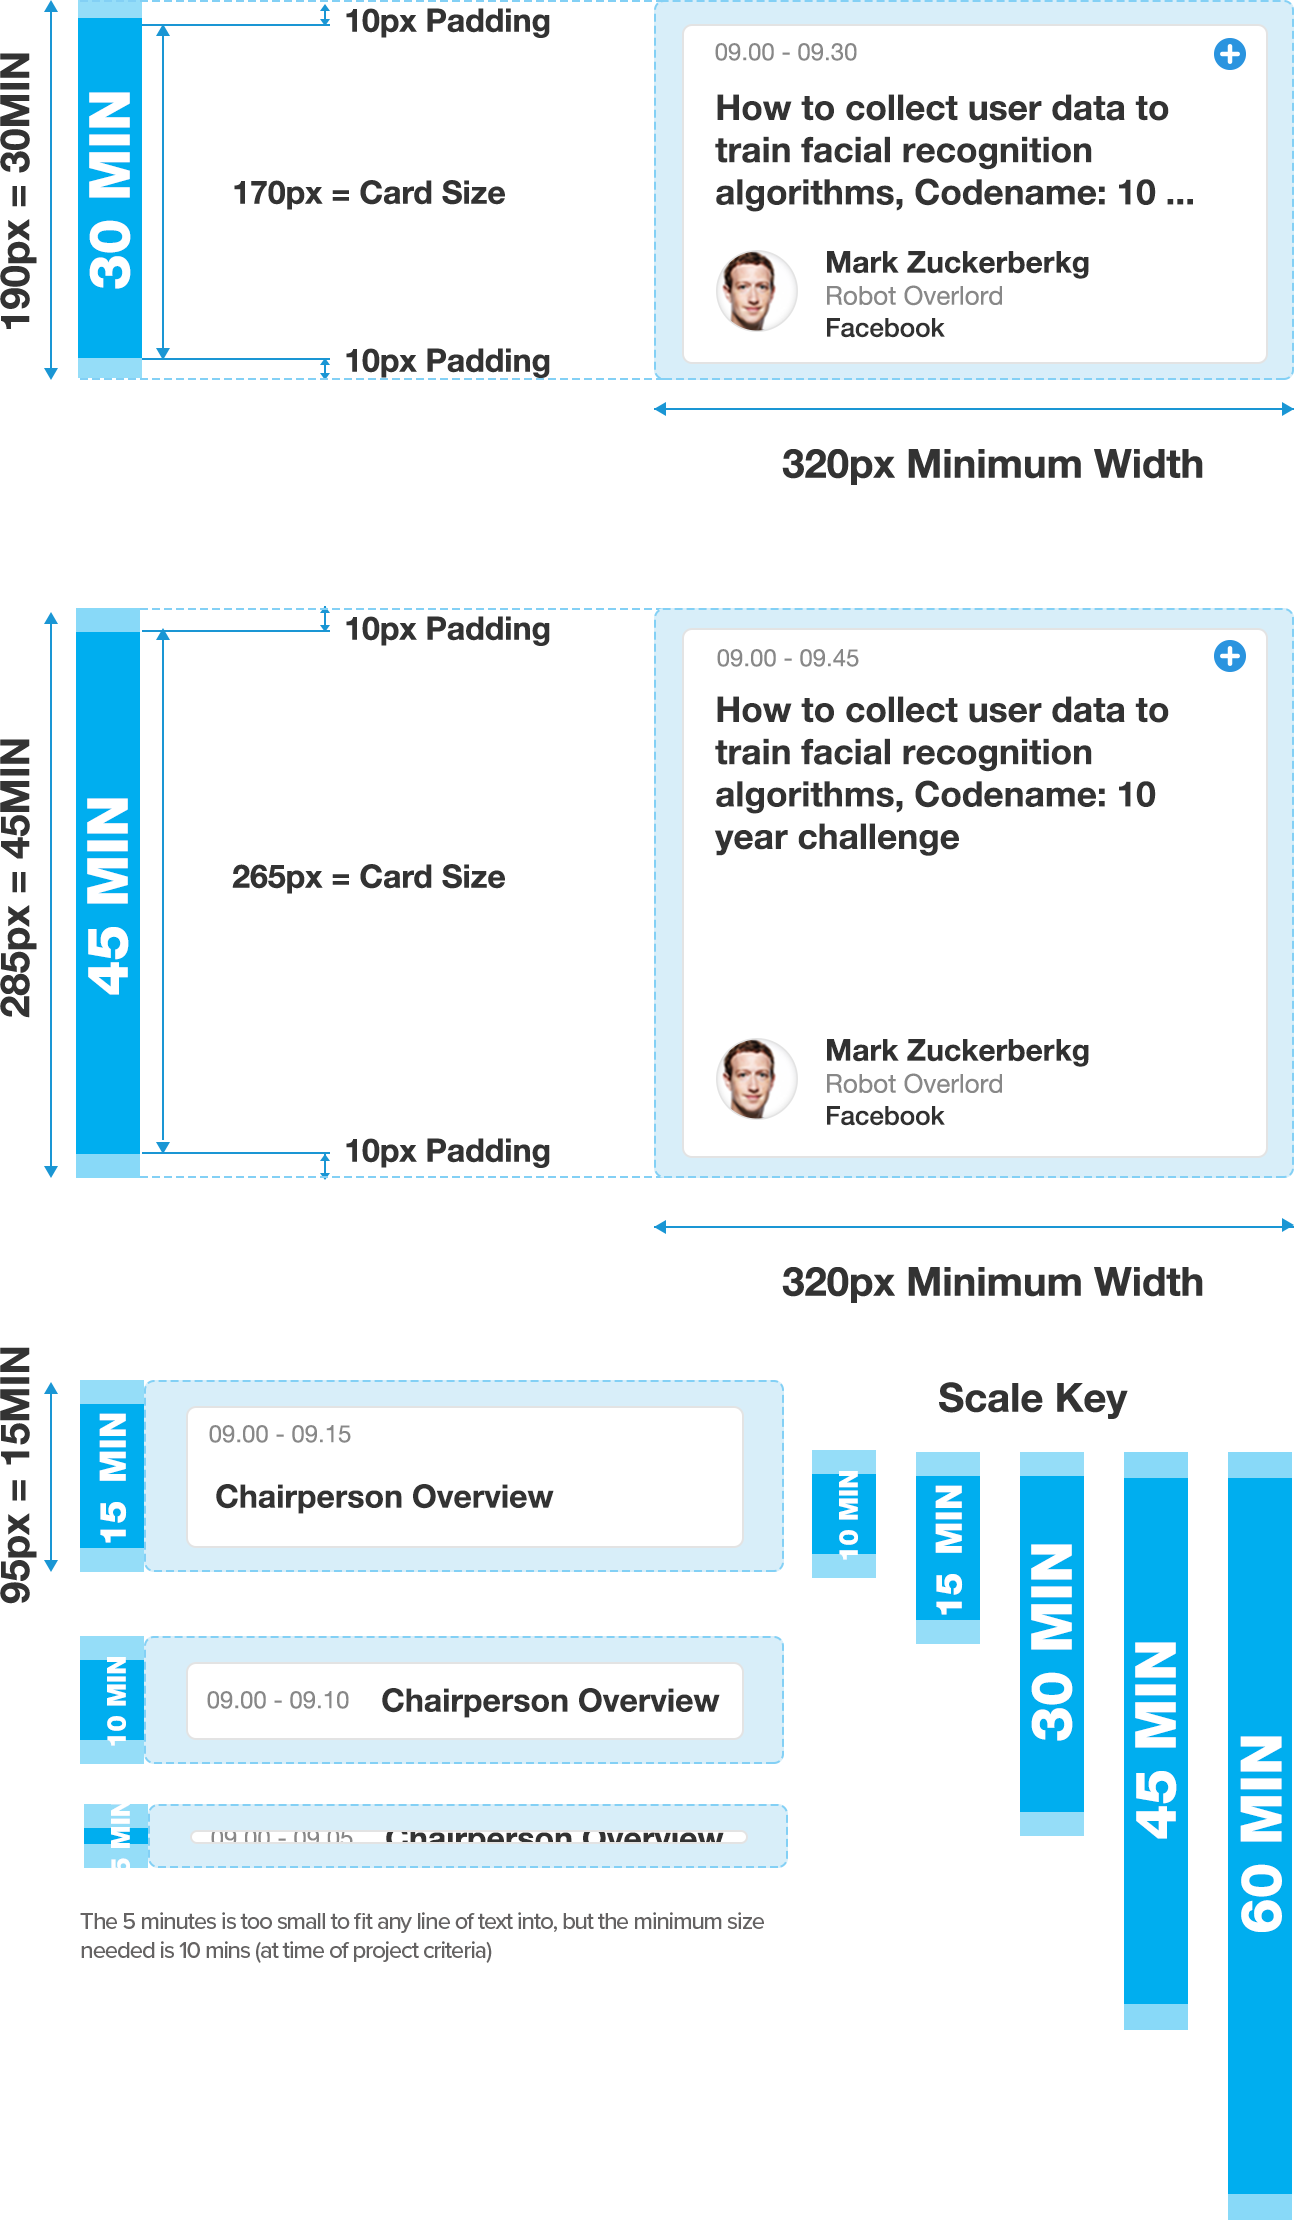 190px = 30MIN
30 MIN
10px Padding
170px = Card Size
10px Padding
09.00 - 09.30
How to collect user data to
train facial recognition
algorithms, Codename: 10 ...
Mark Zuckerberkg
Robot Overlord
Facebook
320px Minimum Width
285px = 45MIN
45 MIN
10px Padding
265px = Card Size
10px Padding
09.00 - 09.45
How to collect user data to
train facial recognition
algorithms, Codename: 10
year challenge
Mark Zuckerberkg
Robot Overlord
Facebook
320px Minimum Width
95px = 15MIN
15 MIN
09.00 - 09.15
Chairperson Overview
10 MIN
09.00 - 09.10
Chairperson Overview
5 MIN
09.00 - 09.05
Chairperson Overview
The 5 minutes is too small to fit any line of text into, but the minimum size
needed is 10 mins (at time of project criteria)
Scale Key
10 MIN
15 MIN
30 MIN
45 MIN
60 MIN